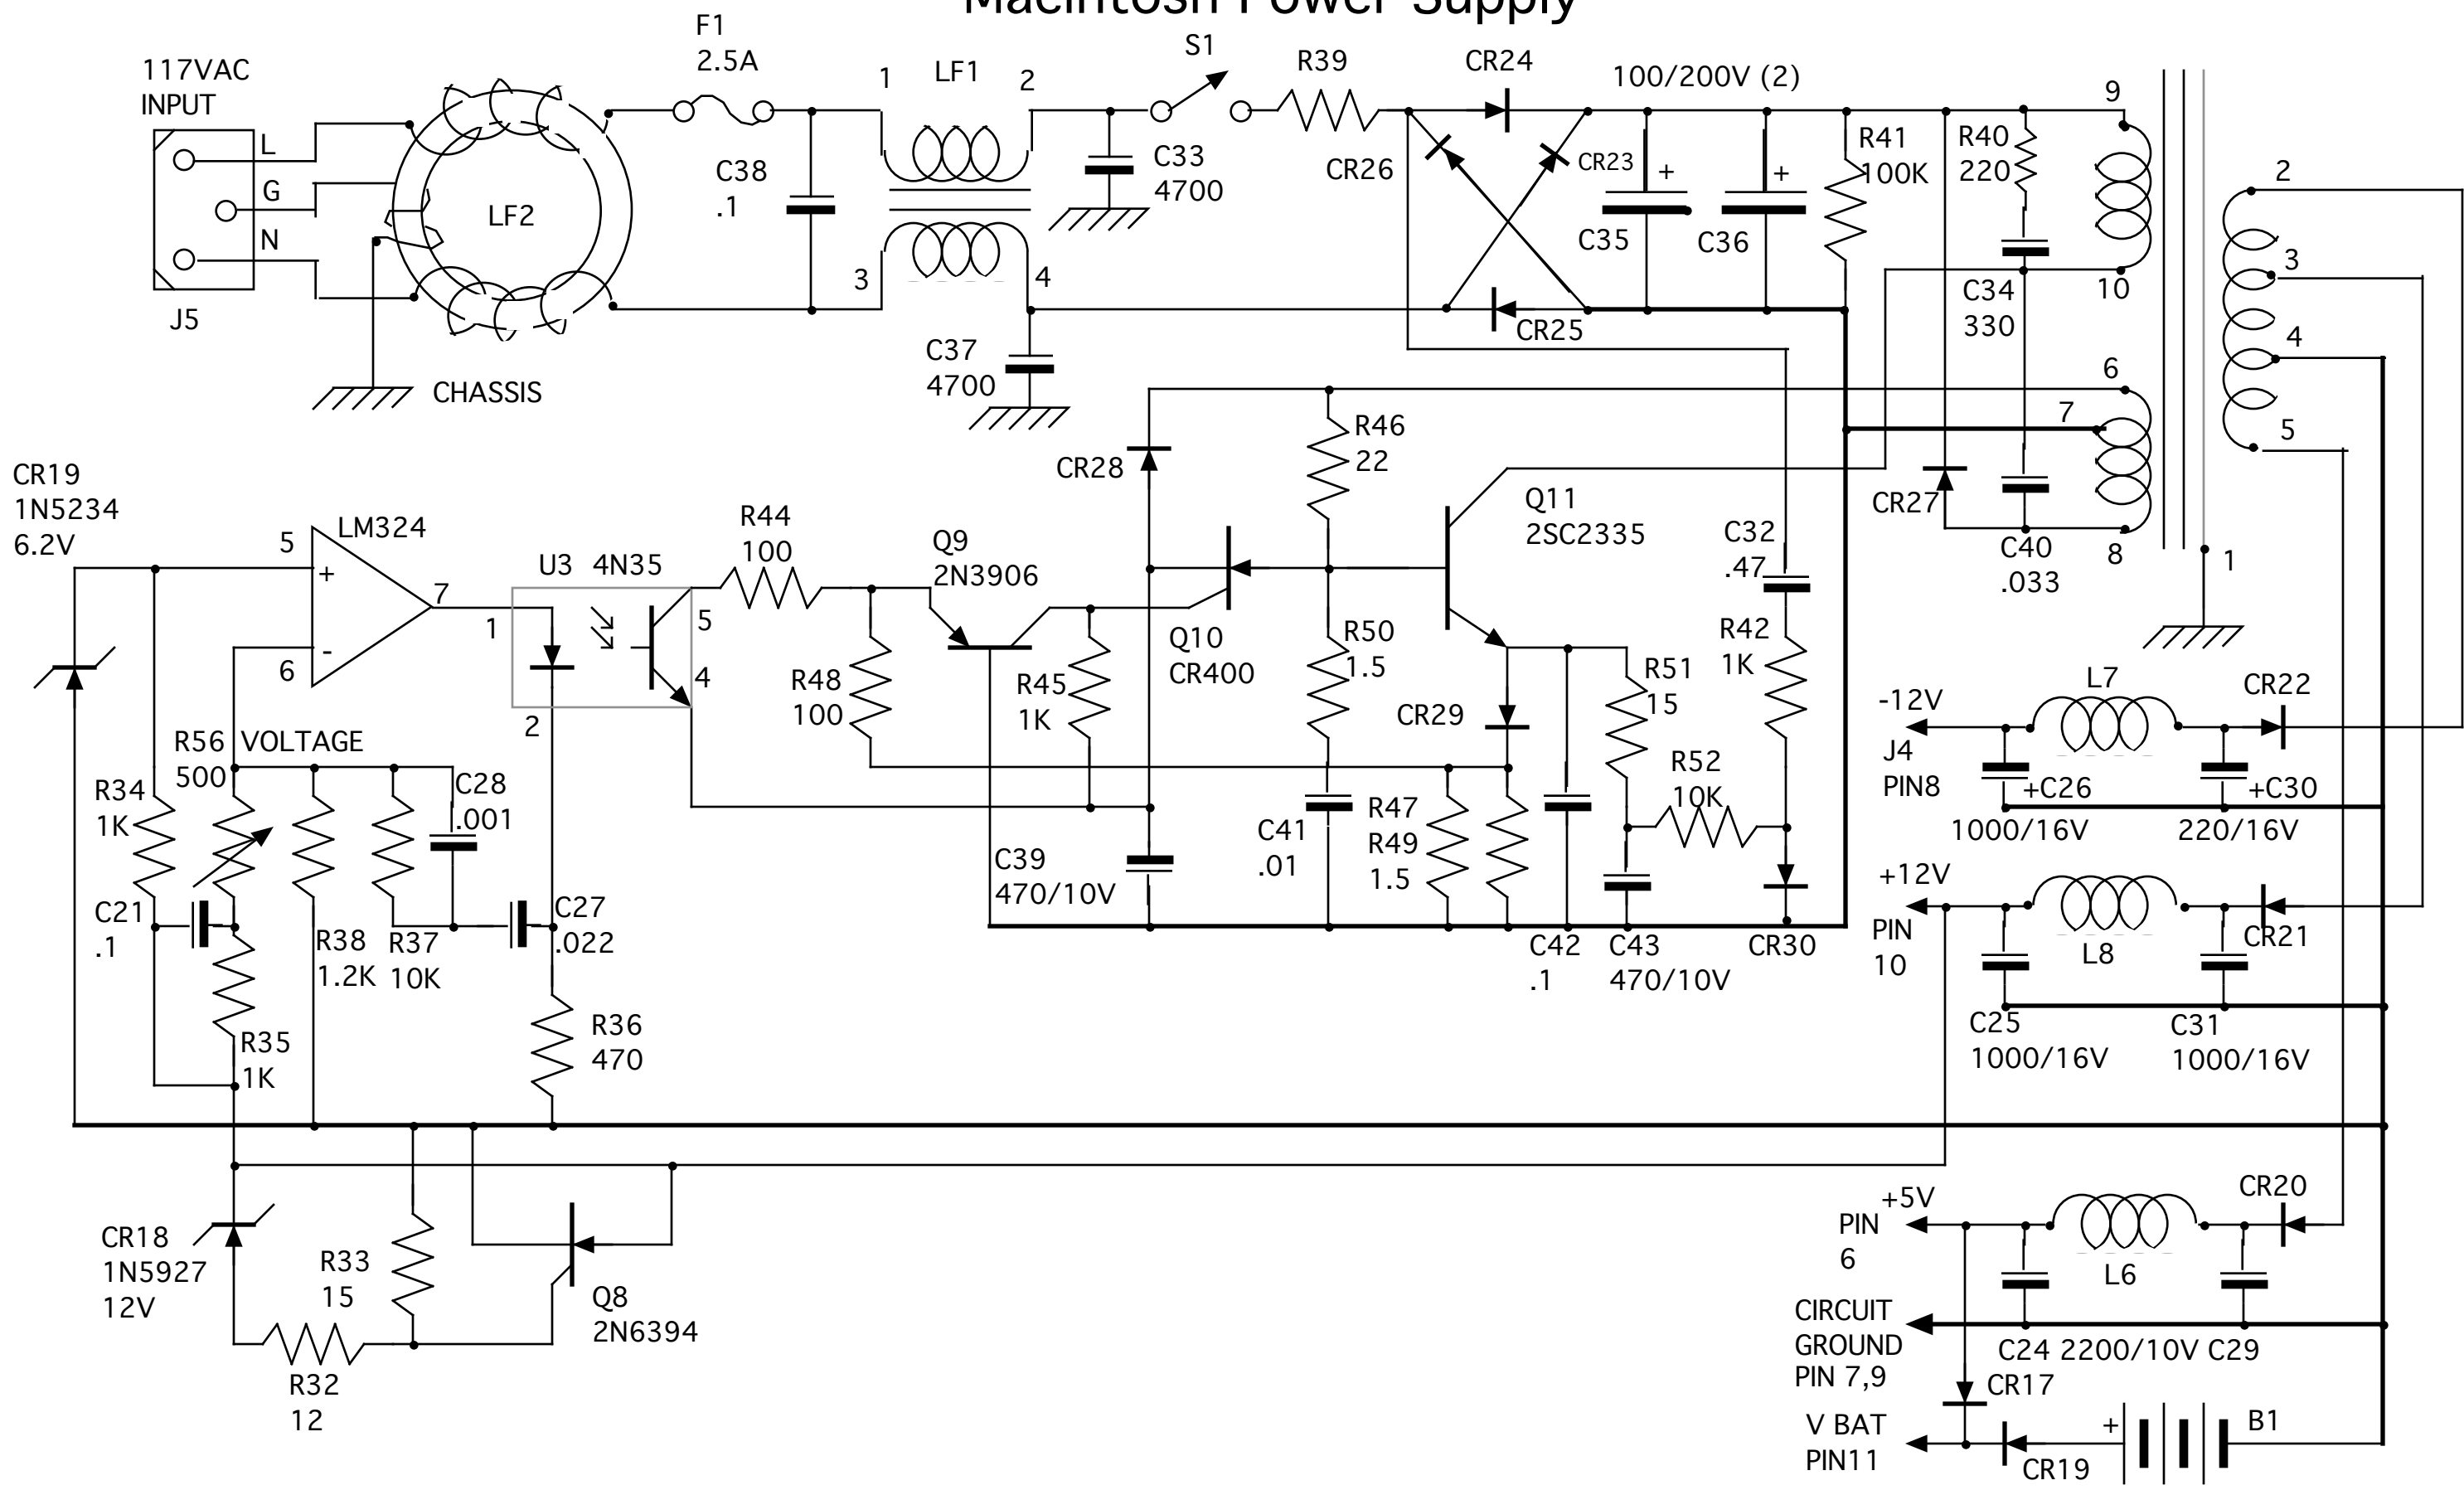 Macintosh Power Supply
F1
2.5A
117VAC
INPUT
L
G
N
J5
LF2
CHASSIS
C38
.1
1
LF1
2
3
4
S1
C33
4700
C37
4700
R39
CR24
100/200V (2)
CR26
CR23
+
+
C35
C36
CR25
R41
100K
R40
220
C34
330
9
10
6
7
8
2
3
4
5
1
CR27
C40
.033
CR19
1N5234
6.2V
5
+
LM324
7
6
-
U3 4N35
1
2
5
4
R44
100
Q9
2N3906
CR28
R46
22
Q11
2SC2335
C32
.47
R48
100
R45
1K
Q10
CR400
R50
1.5
CR29
R51
15
R42
1K
R52
10K
C41
.01
R47
R49
1.5
C39
470/10V
C42
.1
C43
470/10V
CR30
R56 VOLTAGE
500
R34
1K
C28
.001
C21
.1
R38
1.2K
R37
10K
C27
.022
R35
1K
R36
470
-12V
J4
PIN8
L7
CR22
+C26
+C30
1000/16V
220/16V
+12V
PIN
10
L8
CR21
C25
1000/16V
C31
1000/16V
CR18
1N5927
12V
R33
15
R32
12
Q8
2N6394
+5V
PIN
6
CR20
L6
CIRCUIT
GROUND
PIN 7,9
C24 2200/10V C29
CR17
V BAT
PIN11
+
B1
CR19